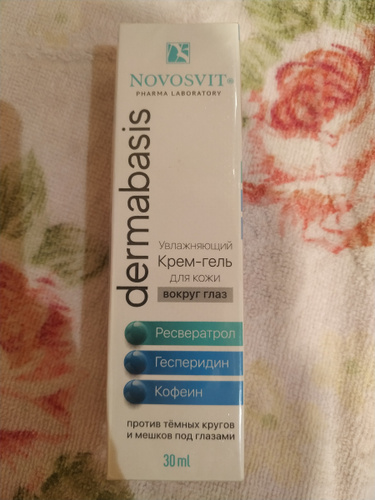 NOVOSVIT®
PHARMA LABORATORY
dermabasis
Увлажняющий
Крем-гель
для кожи
вокруг глаз
Ресвератрол
Гесперидин
Кофеин
против тёмных кругов
и мешков под глазами
30 ml